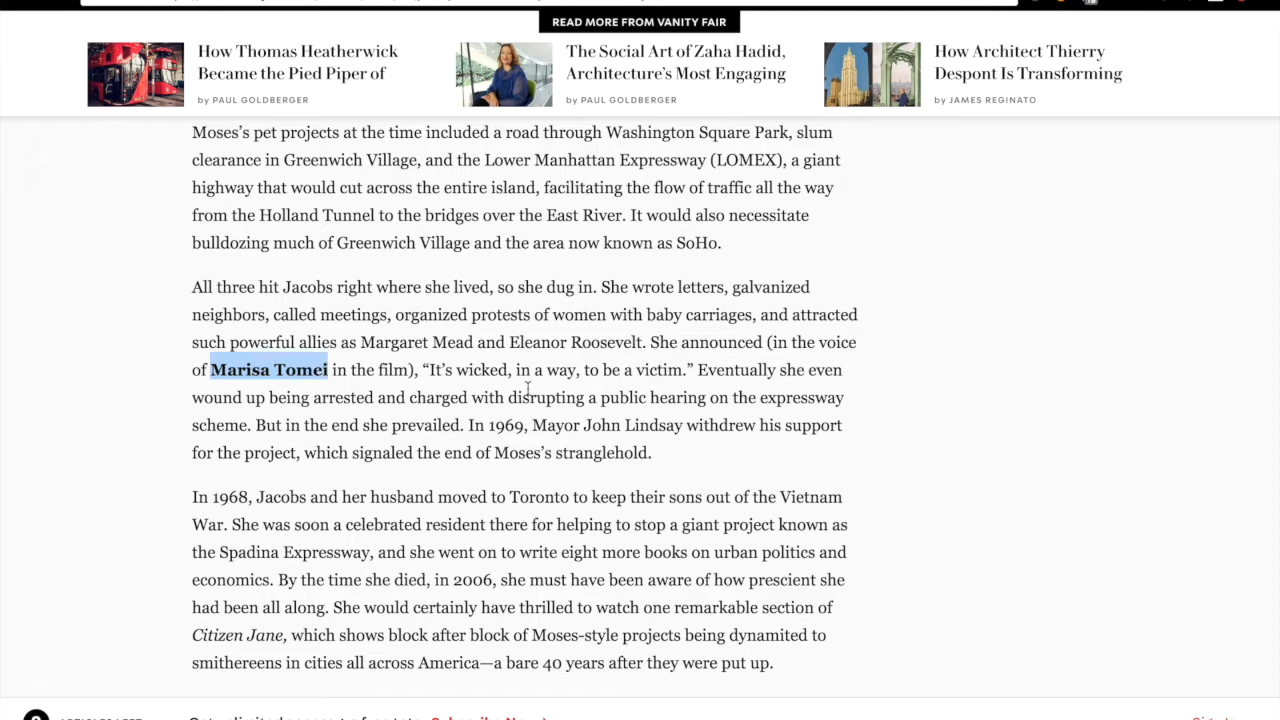 READ MORE FROM VANITY FAIR
How Thomas Heatherwick
Became the Pied Piper of
by PAUL GOLDBERGER
The Social Art of Zaha Hadid,
Architecture's Most Engaging
by PAUL GOLDBERGER
How Architect Thierry
Despont Is Transforming
by JAMES REGINATO
Moses's pet projects at the time included a road through Washington Square Park, slum
clearance in Greenwich Village, and the Lower Manhattan Expressway (LOMEX), a giant
highway that would cut across the entire island, facilitating the flow of traffic all the way
from the Holland Tunnel to the bridges over the East River. It would also necessitate
bulldozing much of Greenwich Village and the area now known as SoHo.
All three hit Jacobs right where she lived, so she dug in. She wrote letters, galvanized
neighbors, called meetings, organized protests of women with baby carriages, and attracted
such powerful allies as Margaret Mead and Eleanor Roosevelt. She announced (in the voice
of Marisa Tomei in the film), “It's wicked, in a way, to be a victim.” Eventually she even
wound up being arrested and charged with disrupting a public hearing on the expressway
scheme. But in the end she prevailed. In 1969, Mayor John Lindsay withdrew his support
for the project, which signaled the end of Moses's stranglehold.
In 1968, Jacobs and her husband moved to Toronto to keep their sons out of the Vietnam
War. She was soon a celebrated resident there for helping to stop a giant project known as
the Spadina Expressway, and she went on to write eight more books on urban politics and
economics. By the time she died, in 2006, she must have been aware of how prescient she
had been all along. She would certainly have thrilled to watch one remarkable section of
Citizen Jane, which shows block after block of Moses-style projects being dynamited to
smithereens in cities all across America—a bare 40 years after they were put up.